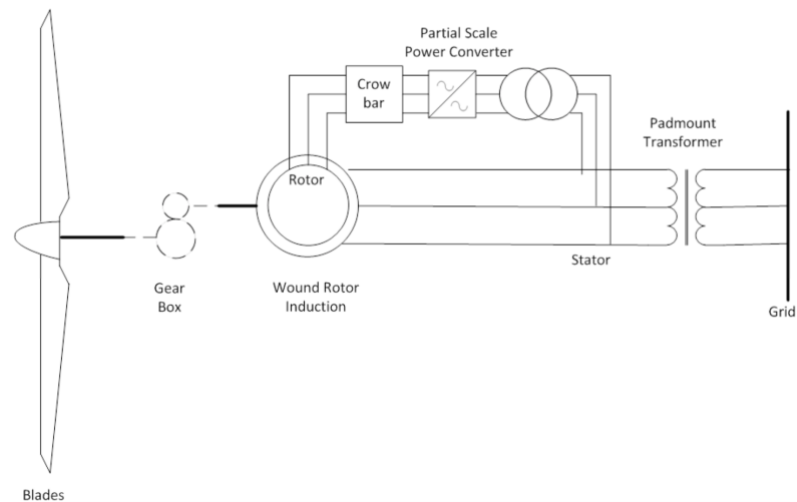 Partial Scale
Power Converter
Crow
bar
Padmount
Transformer
Rotor
Stator
Gear
Box
Wound Rotor
Induction
Grid
Blades